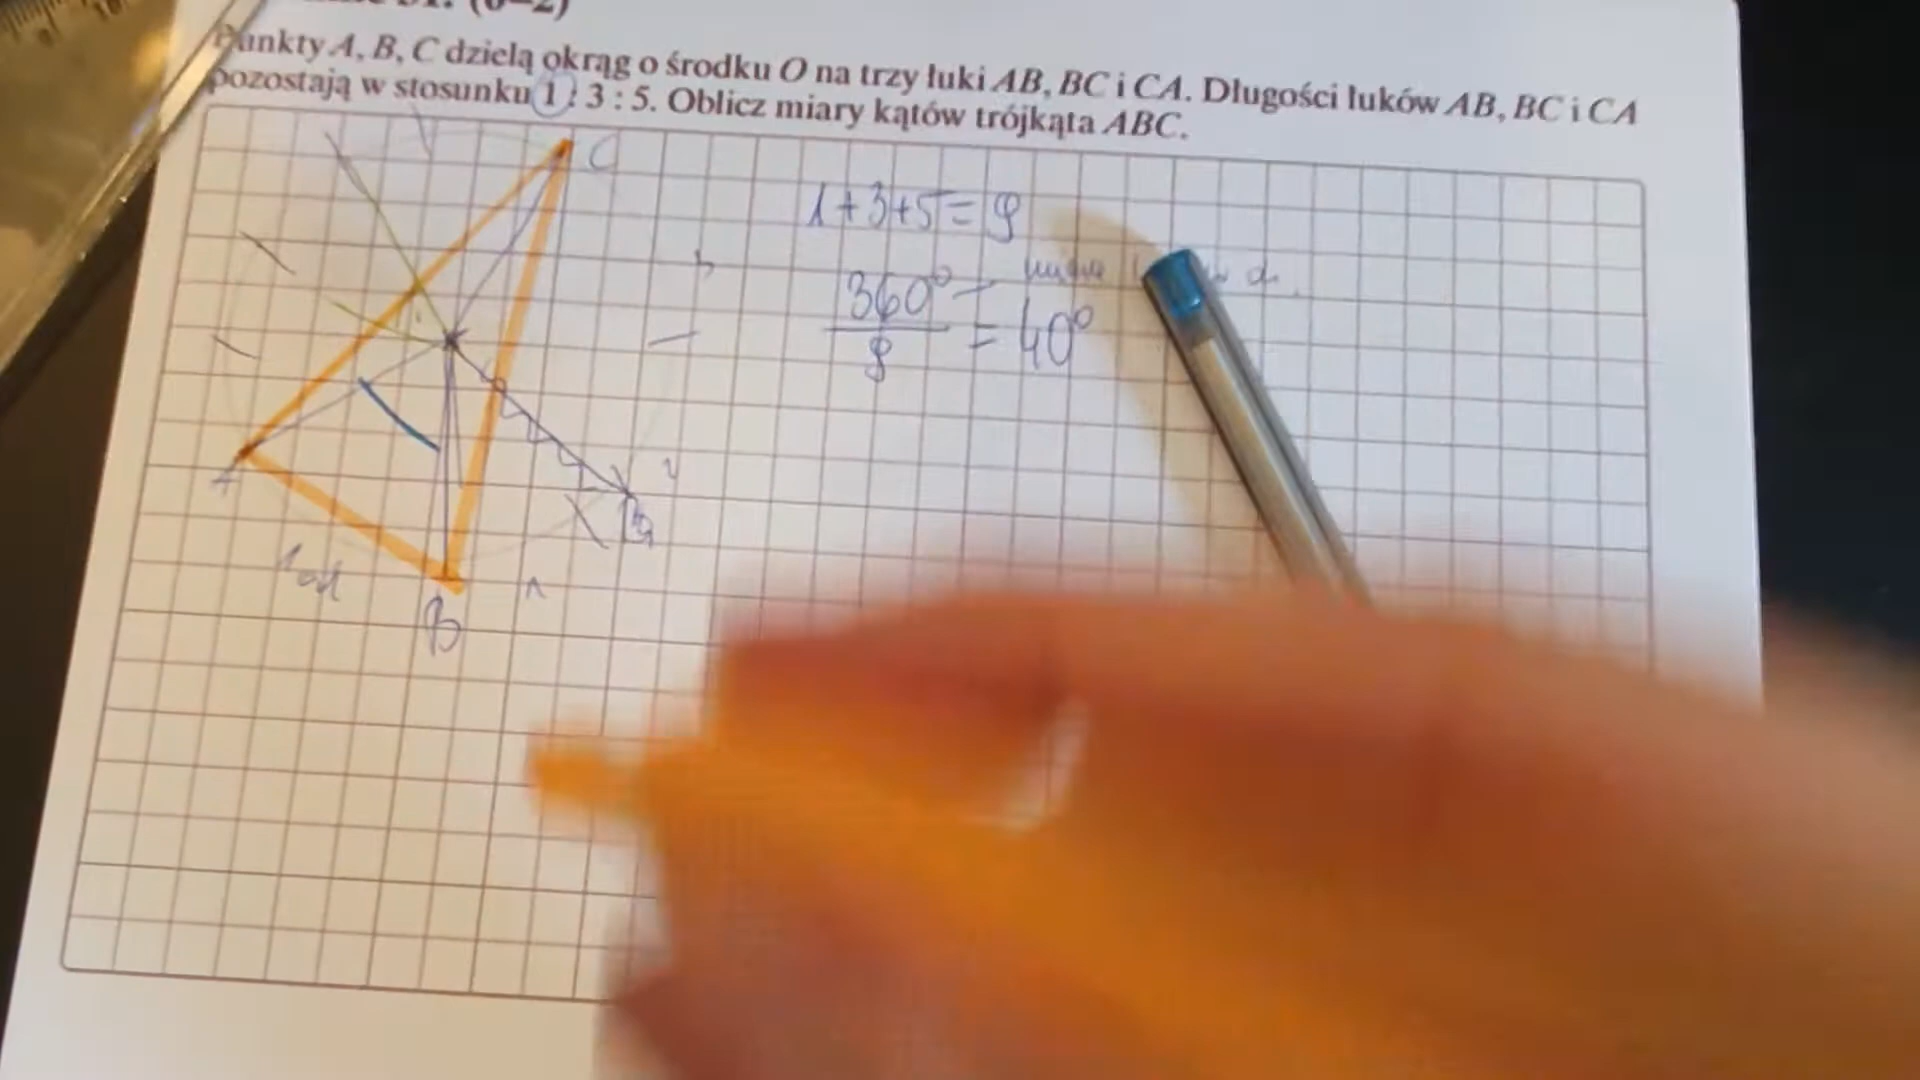 Punkty A, B, C dzielą okrąg o środku O na trzy łuki AB, BC i CA. Długości łuków AB, BC i CA
pozostają w stosunku 1 : 3 : 5. Oblicz miary kątów trójkąta ABC.
C
1+3+5=9
360°
9
= 40°
A
B